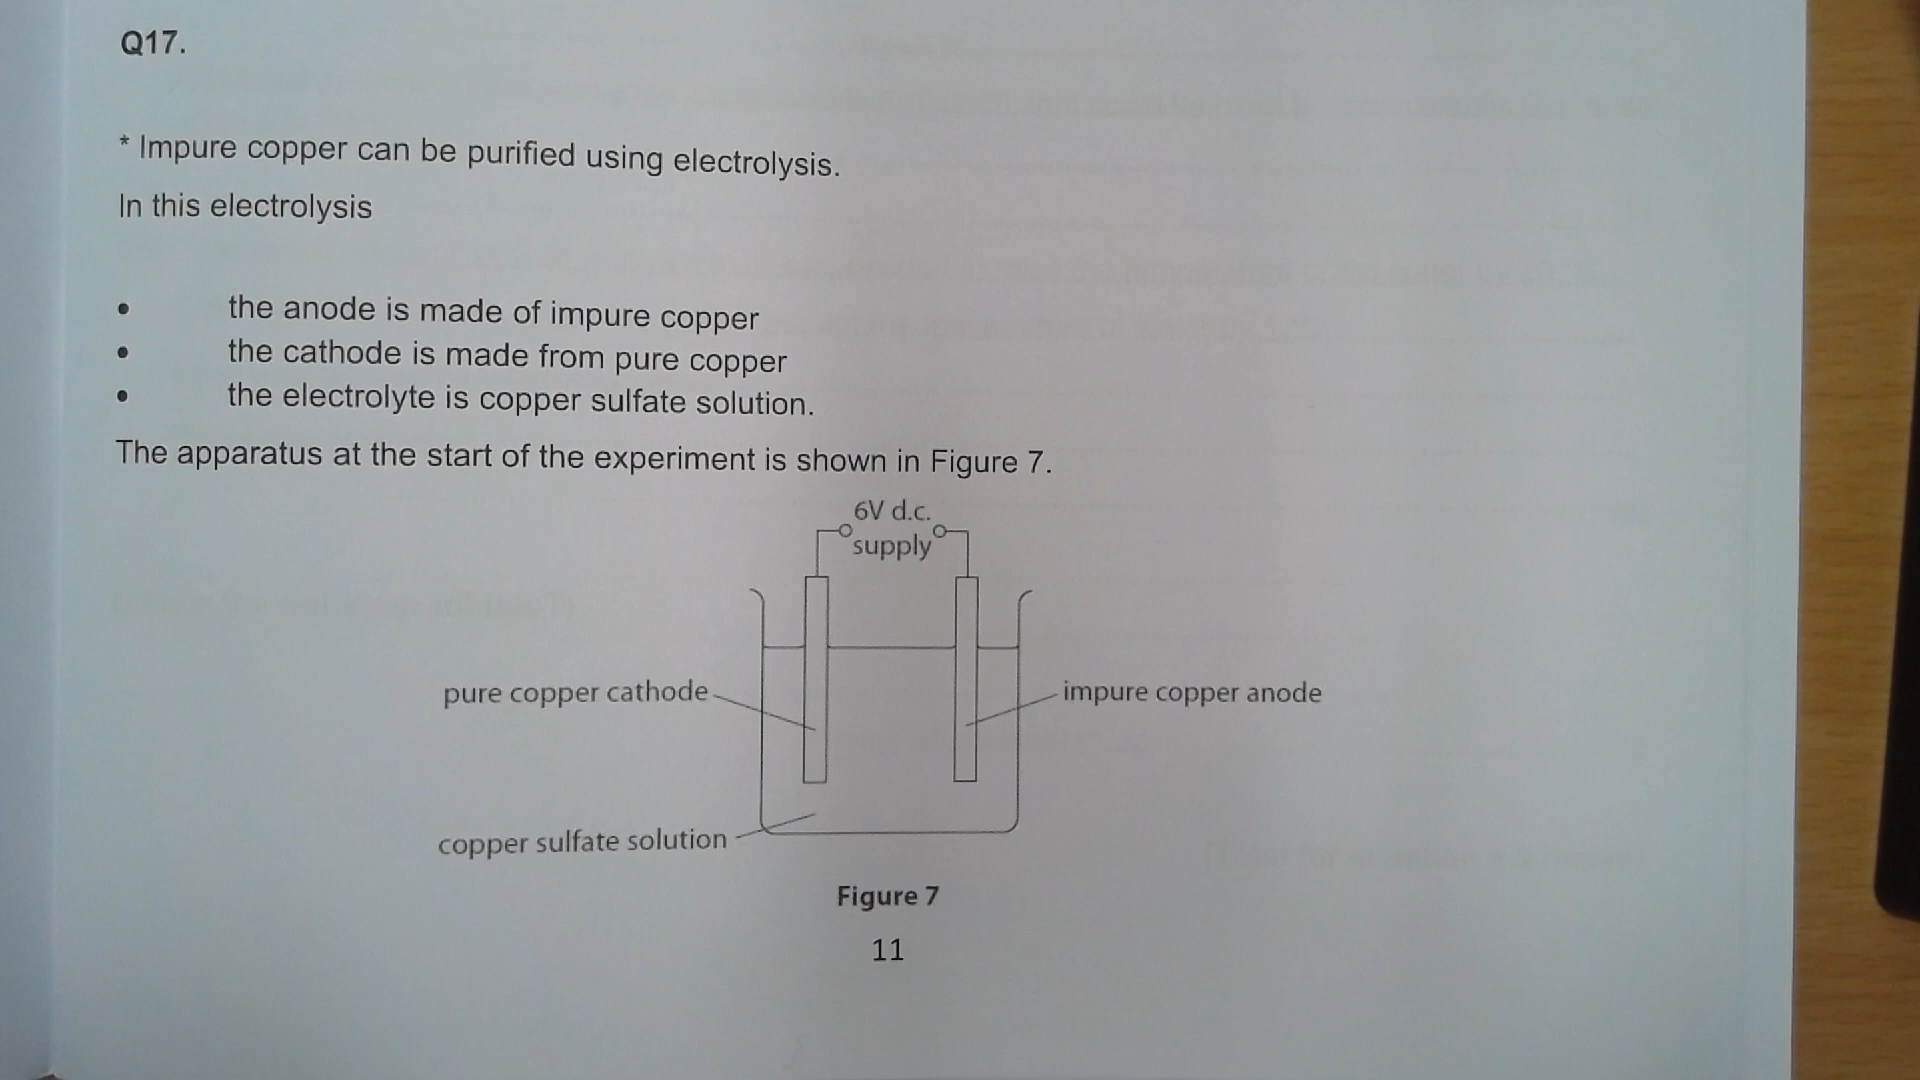 Q17.
* Impure copper can be purified using electrolysis.
In this electrolysis
• the anode is made of impure copper
• the cathode is made from pure copper
• the electrolyte is copper sulfate solution.
The apparatus at the start of the experiment is shown in Figure 7.
6V d.c.
supply
pure copper cathode
impure copper anode
copper sulfate solution
Figure 7
11